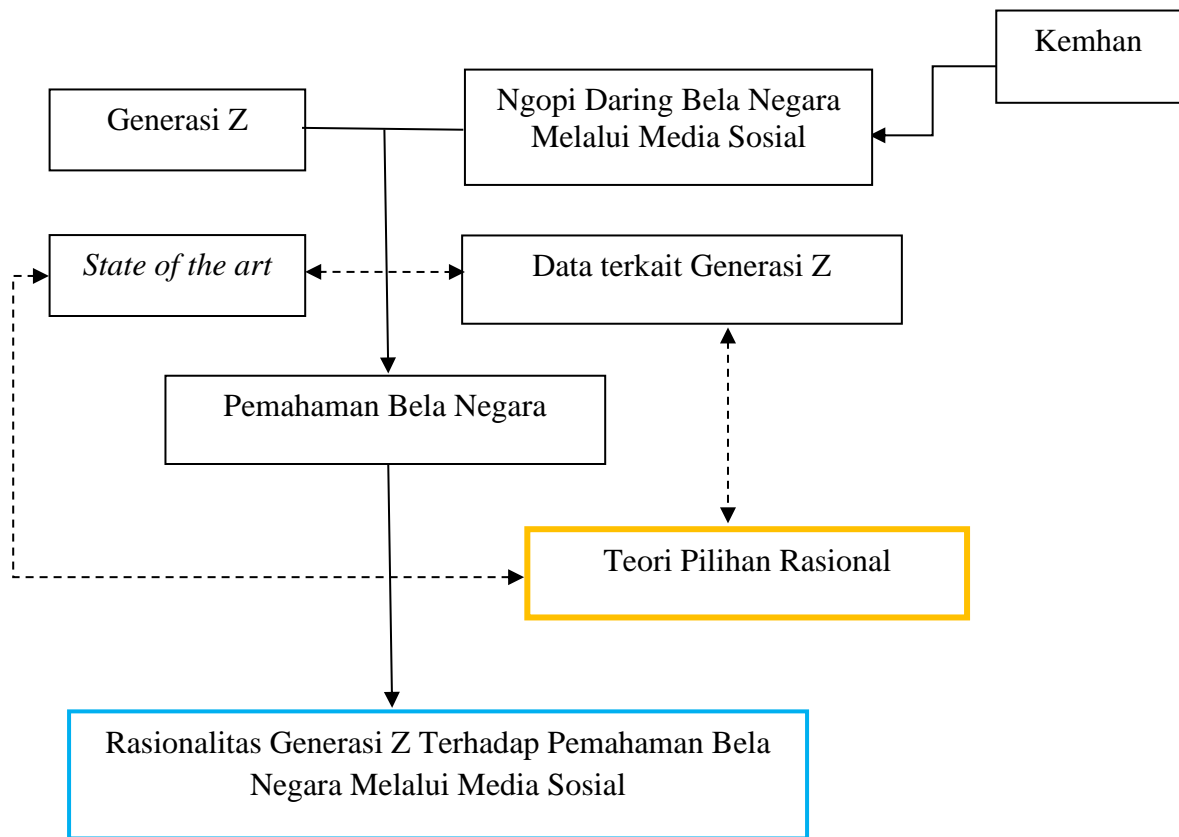 Kemhan
Generasi Z
Ngopi Daring Bela Negara
Melalui Media Sosial
State of the art
Data terkait Generasi Z
Pemahaman Bela Negara
Teori Pilihan Rasional
Rasionalitas Generasi Z Terhadap Pemahaman Bela
Negara Melalui Media Sosial